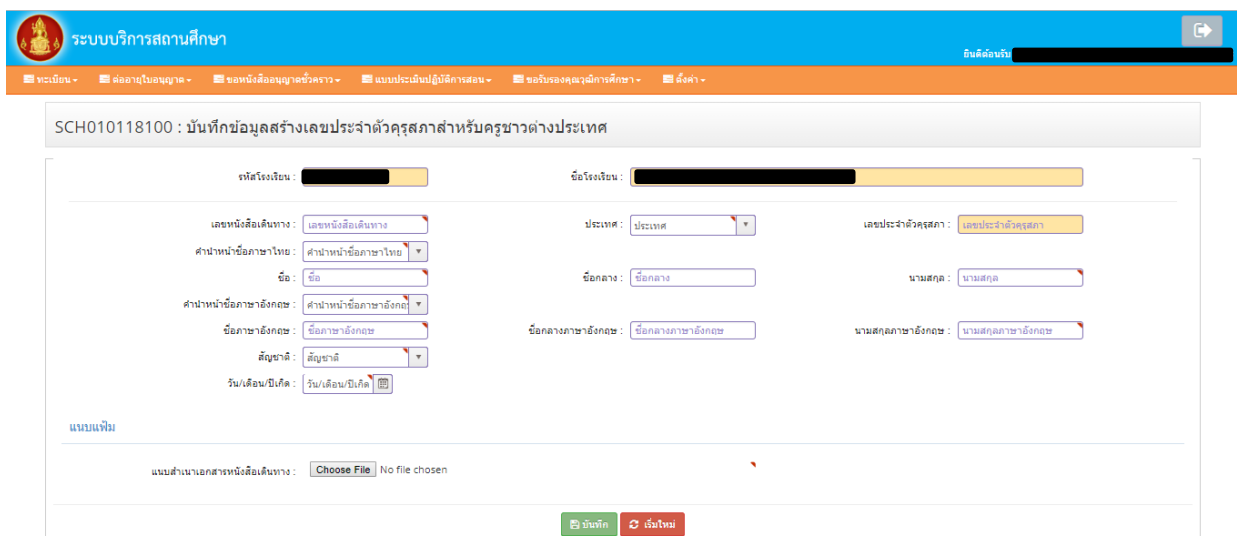 ระบบบริการสถานศึกษา
ยินดีต้อนรับ
ทะเบียน ต่ออายุใบอนุญาต ขอหนังสืออนุญาตชั่วคราว แบบประเมินปฏิบัติการสอน ขอรับรองคุณวุฒิการศึกษา ตั้งค่า
SCH010118100 : บันทึกข้อมูลสร้างเลขประจำตัวคุรุสภาสำหรับครูชาวต่างประเทศ
รหัสโรงเรียน : ชื่อโรงเรียน :
เลขหนังสือเดินทาง : เลขหนังสือเดินทาง ประเทศ : ประเทศ เลขประจำตัวคุรุสภา : เลขประจำตัวคุรุสภา
คำนำหน้าชื่อภาษาไทย : คำนำหน้าชื่อภาษาไทย
ชื่อ : ชื่อ ชื่อกลาง : ชื่อกลาง นามสกุล : นามสกุล
คำนำหน้าชื่อภาษาอังกฤษ : คำนำหน้าชื่อภาษาอังกฤ
ชื่อภาษาอังกฤษ : ชื่อภาษาอังกฤษ ชื่อกลางภาษาอังกฤษ : ชื่อกลางภาษาอังกฤษ นามสกุลภาษาอังกฤษ : นามสกุลภาษาอังกฤษ
สัญชาติ : สัญชาติ
วัน/เดือน/ปีเกิด : วัน/เดือน/ปีเกิด
แนบแฟ้ม
แนบสำเนาเอกสารหนังสือเดินทาง : Choose File No file chosen
บันทึก เริ่มใหม่